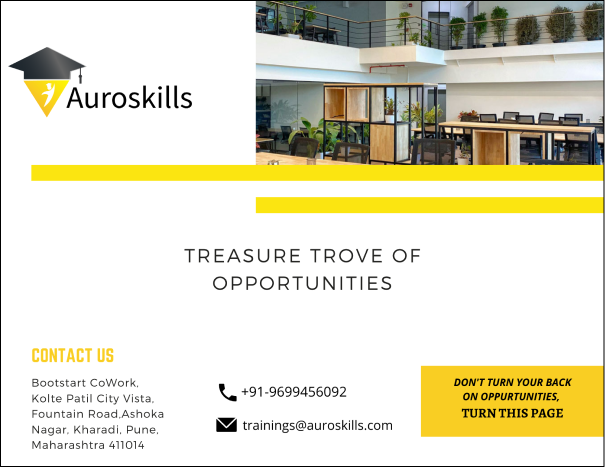 Auroskills
TREASURE TROVE OF
OPPORTUNITIES
CONTACT US
Bootstart CoWork,
Kolte Patil City Vista,
Fountain Road,Ashoka
Nagar, Kharadi, Pune,
Maharashtra 411014
+91-9699456092
trainings@auroskills.com
DON'T TURN YOUR BACK
ON OPPORTUNITIES,
TURN THIS PAGE